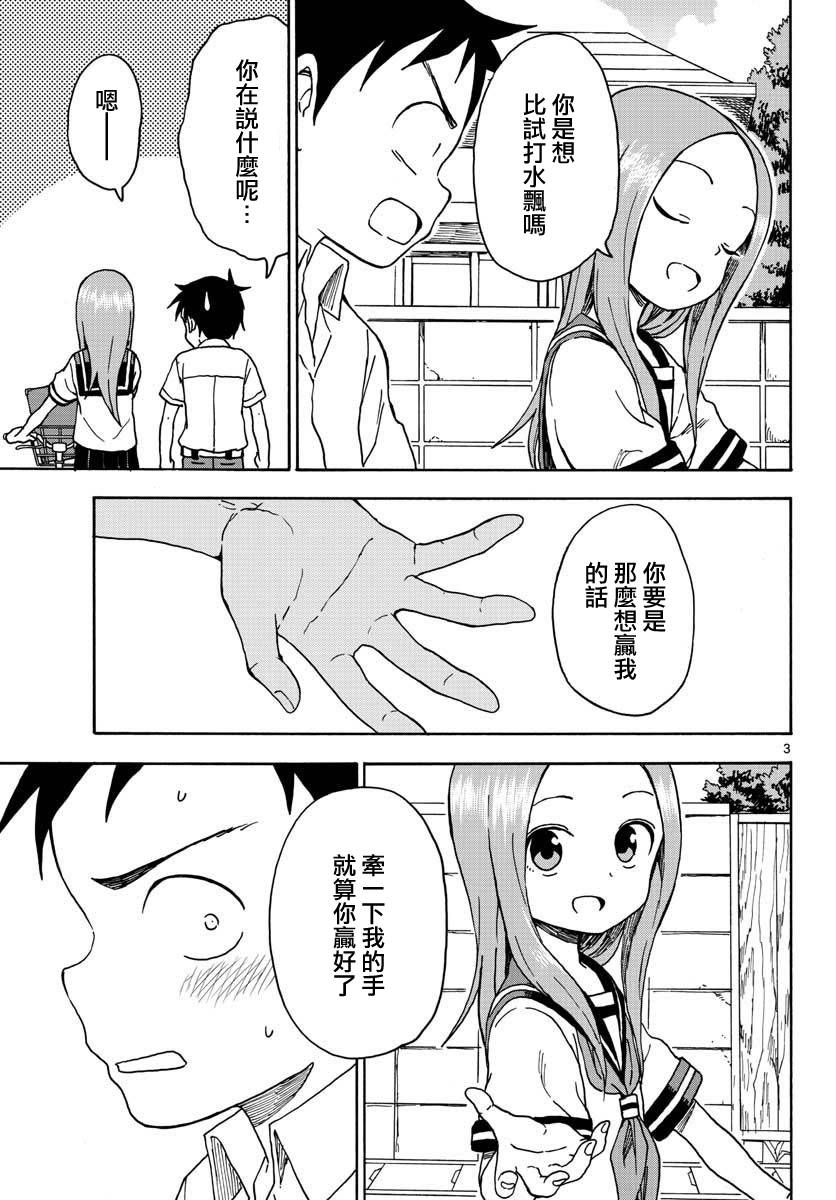 你是想
比試打水飄嗎
你在說什麼呢…
嗯——
你要是
那麼想贏我
的話
3
牽一下我的手
就算你贏好了